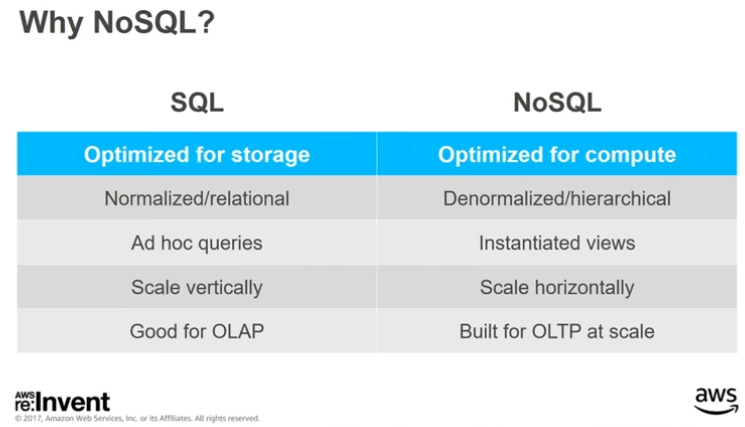 Why NoSQL?
SQL NoSQL
Optimized for storage Optimized for compute
Normalized/relational Denormalized/hierarchical
Ad hoc queries Instantiated views
Scale vertically Scale horizontally
Good for OLAP Built for OLTP at scale
AWS
re:Invent
© 2017, Amazon Web Services, Inc. or its Affiliates. All rights reserved.
aws